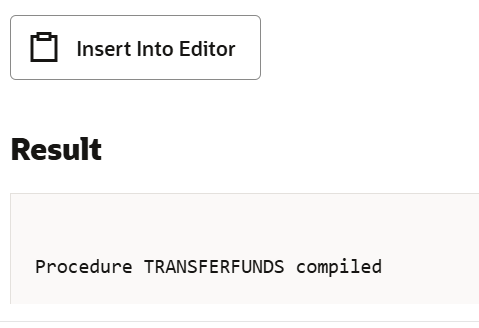 Insert Into Editor
Result
Procedure TRANSFERFUNDS compiled